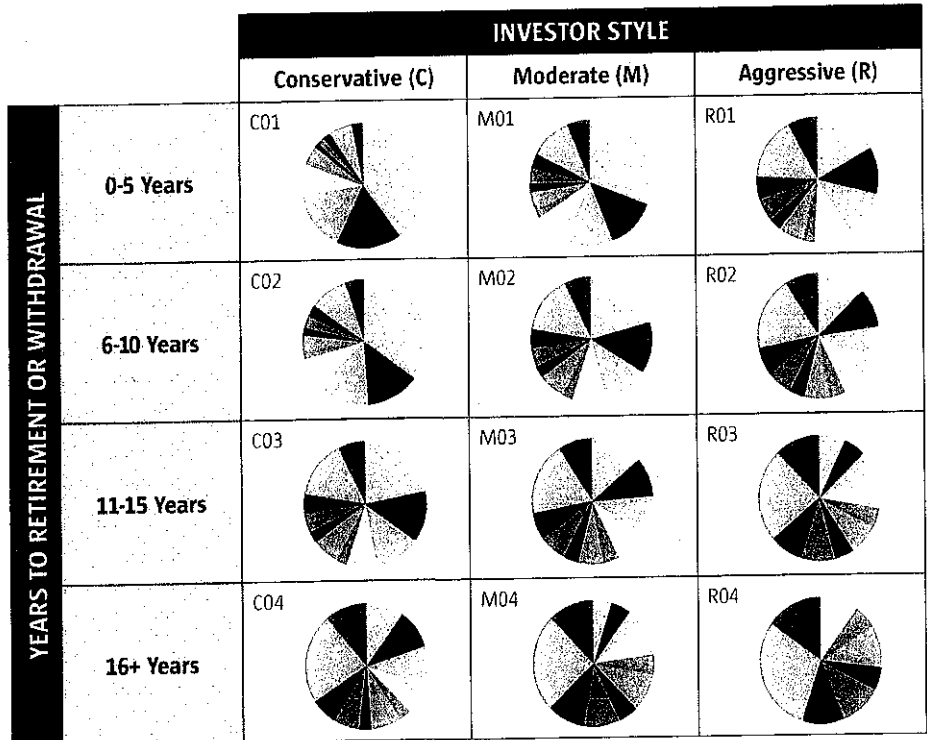 INVESTOR STYLE
Conservative (C) Moderate (M) Aggressive (R)
YEARS TO RETIREMENT OR WITHDRAWAL
0-5 Years
C01 M01 R01
6-10 Years
C02 M02 R02
11-15 Years
C03 M03 R03
16+ Years
C04 M04 R04